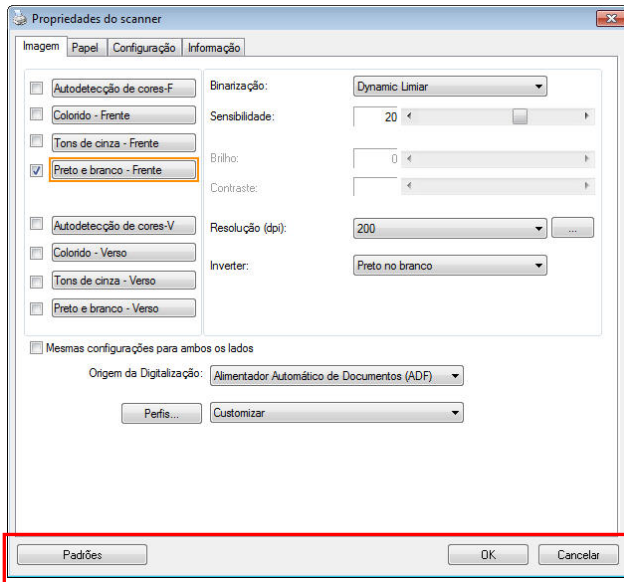 Propriedades do scanner
Imagem Papel Configuração Informação
Autodetecção de cores-F
Colorido - Frente
Tons de cinza - Frente
Preto e branco - Frente
Autodetecção de cores-V
Colorido - Verso
Tons de cinza - Verso
Preto e branco - Verso
Binarização: Dynamic Limiar
Sensibilidade: 20
Brilho: 0
Contraste:
Resolução (dpi): 200 ...
Inverter: Preto no branco
Mesmas configurações para ambos os lados
Origem da Digitalização: Alimentador Automático de Documentos (ADF)
Perfis... Customizar
Padrões OK Cancelar